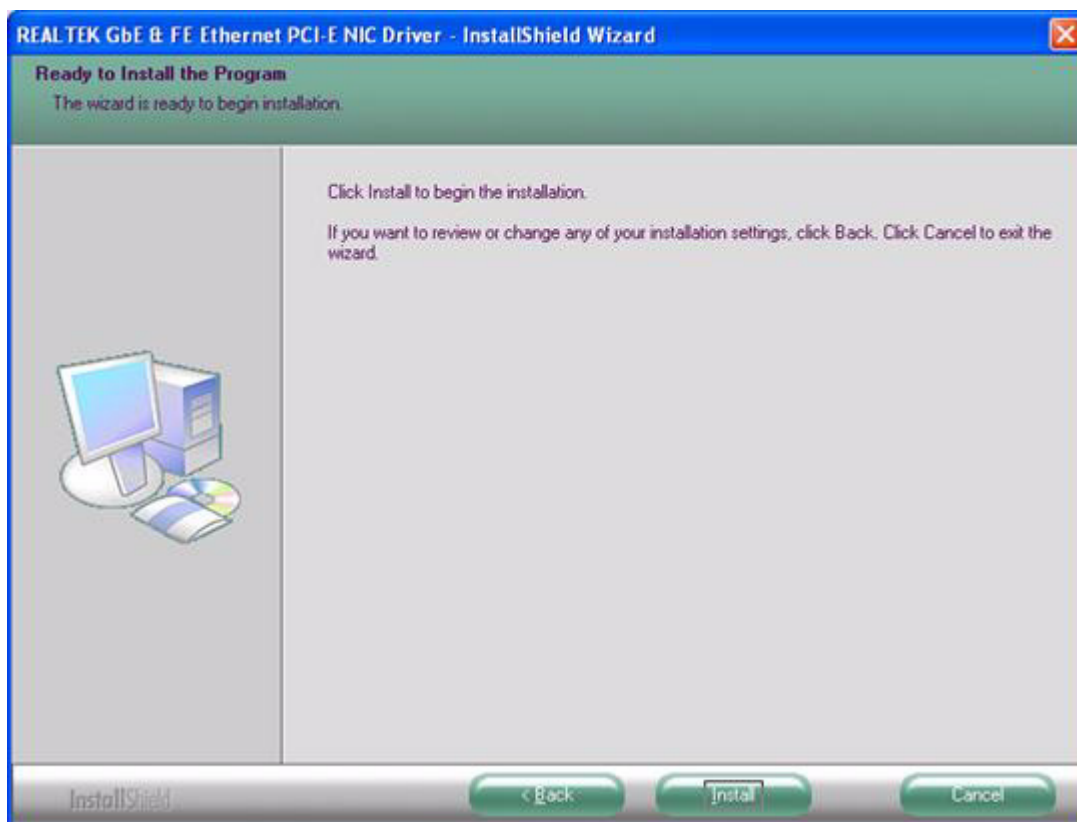 REALTEK GbE & FE Ethernet PCI-E NIC Driver - InstallShield Wizard
Ready to Install the Program
The wizard is ready to begin installation.
Click Install to begin the installation.
If you want to review or change any of your installation settings, click Back. Click Cancel to exit the
wizard.
InstallShield
< Back
Install
Cancel